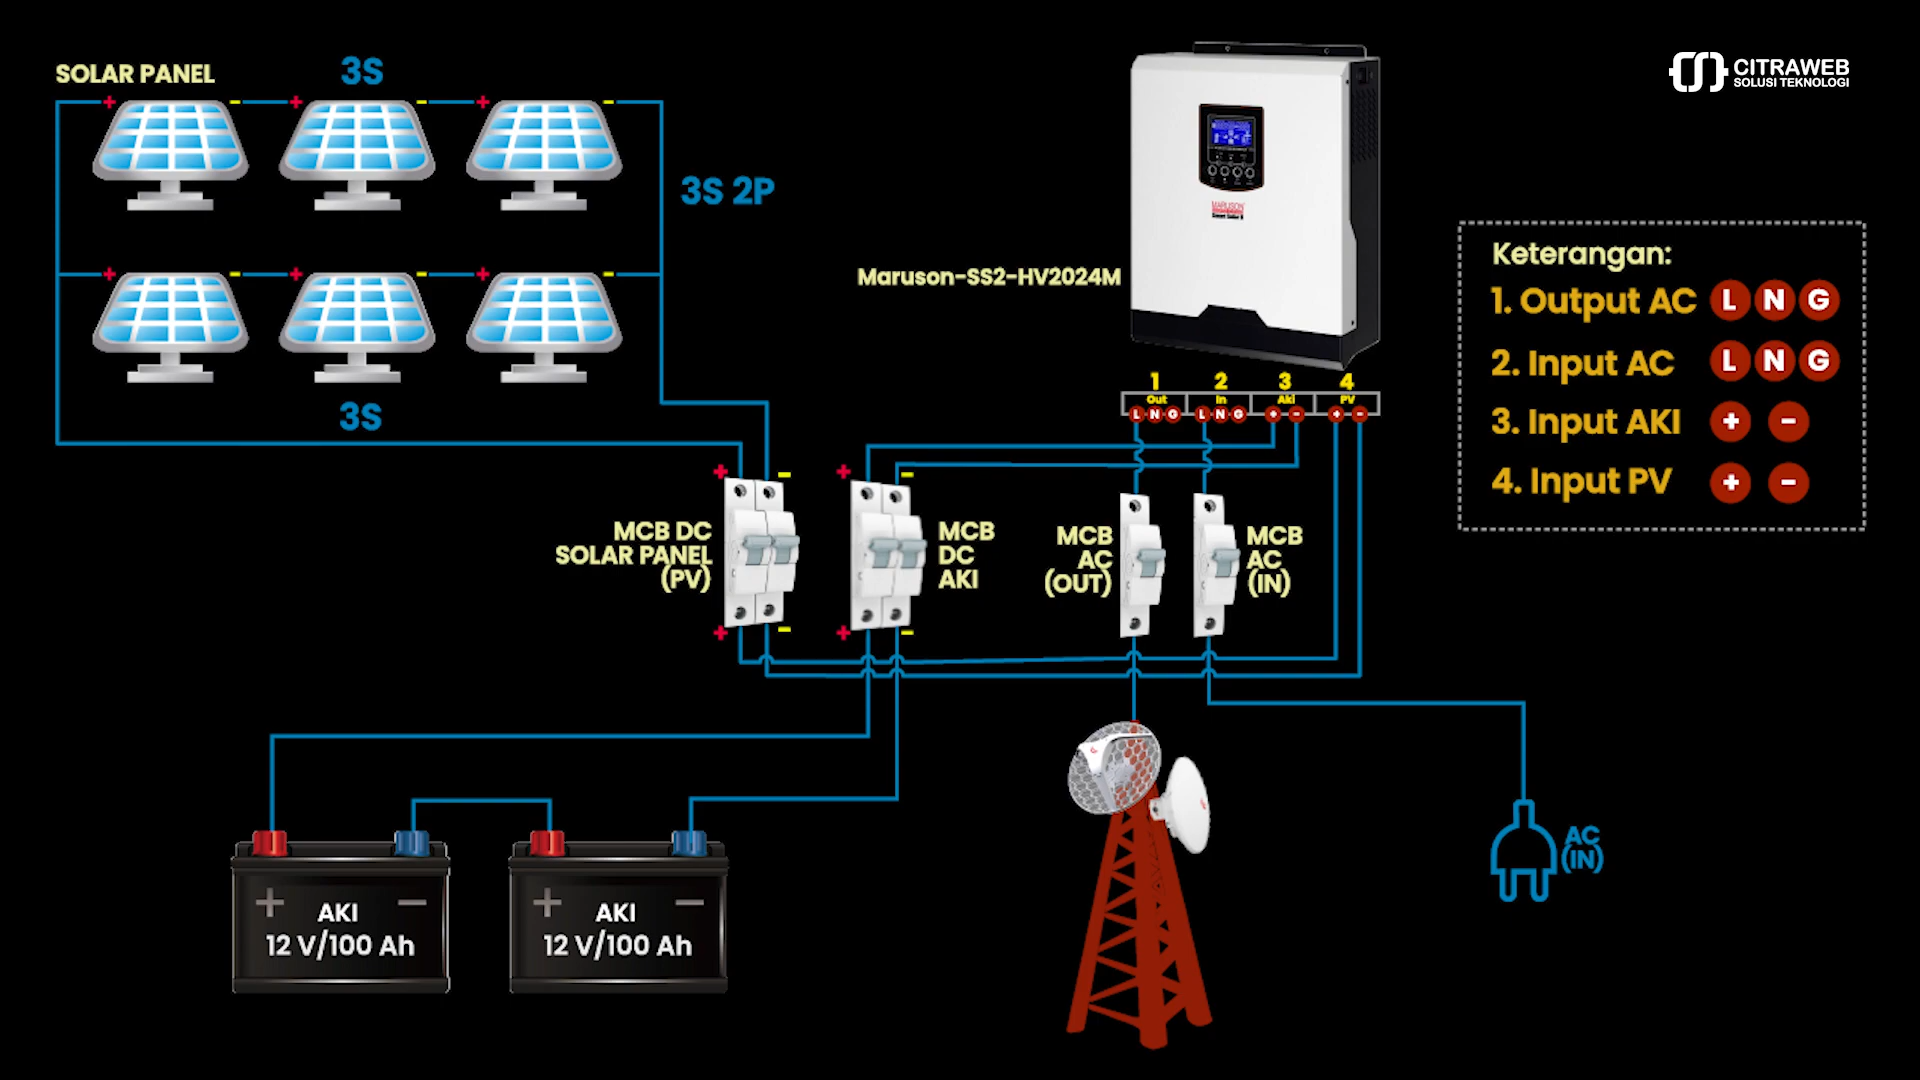 SOLAR PANEL
3S
+ - + - + -
3S 2P
+ - + - + -
3S
CITRAWEB
SOLUSI TEKNOLOGI
MARUSON
Maruson-SS2-HV2024M
Keterangan:
1. Output AC L N G
2. Input AC L N G
3. Input AKI + -
4. Input PV + -
1 2 3 4
Out In Aki PV
L N G L N G + - + -
+ - + -
MCB DC
SOLAR PANEL
(PV)
MCB
DC
AKI
MCB
AC
(OUT)
MCB
AC
(IN)
+ - + -
AC
(IN)
+ -
AKI
12 V/100 Ah
+ -
AKI
12 V/100 Ah